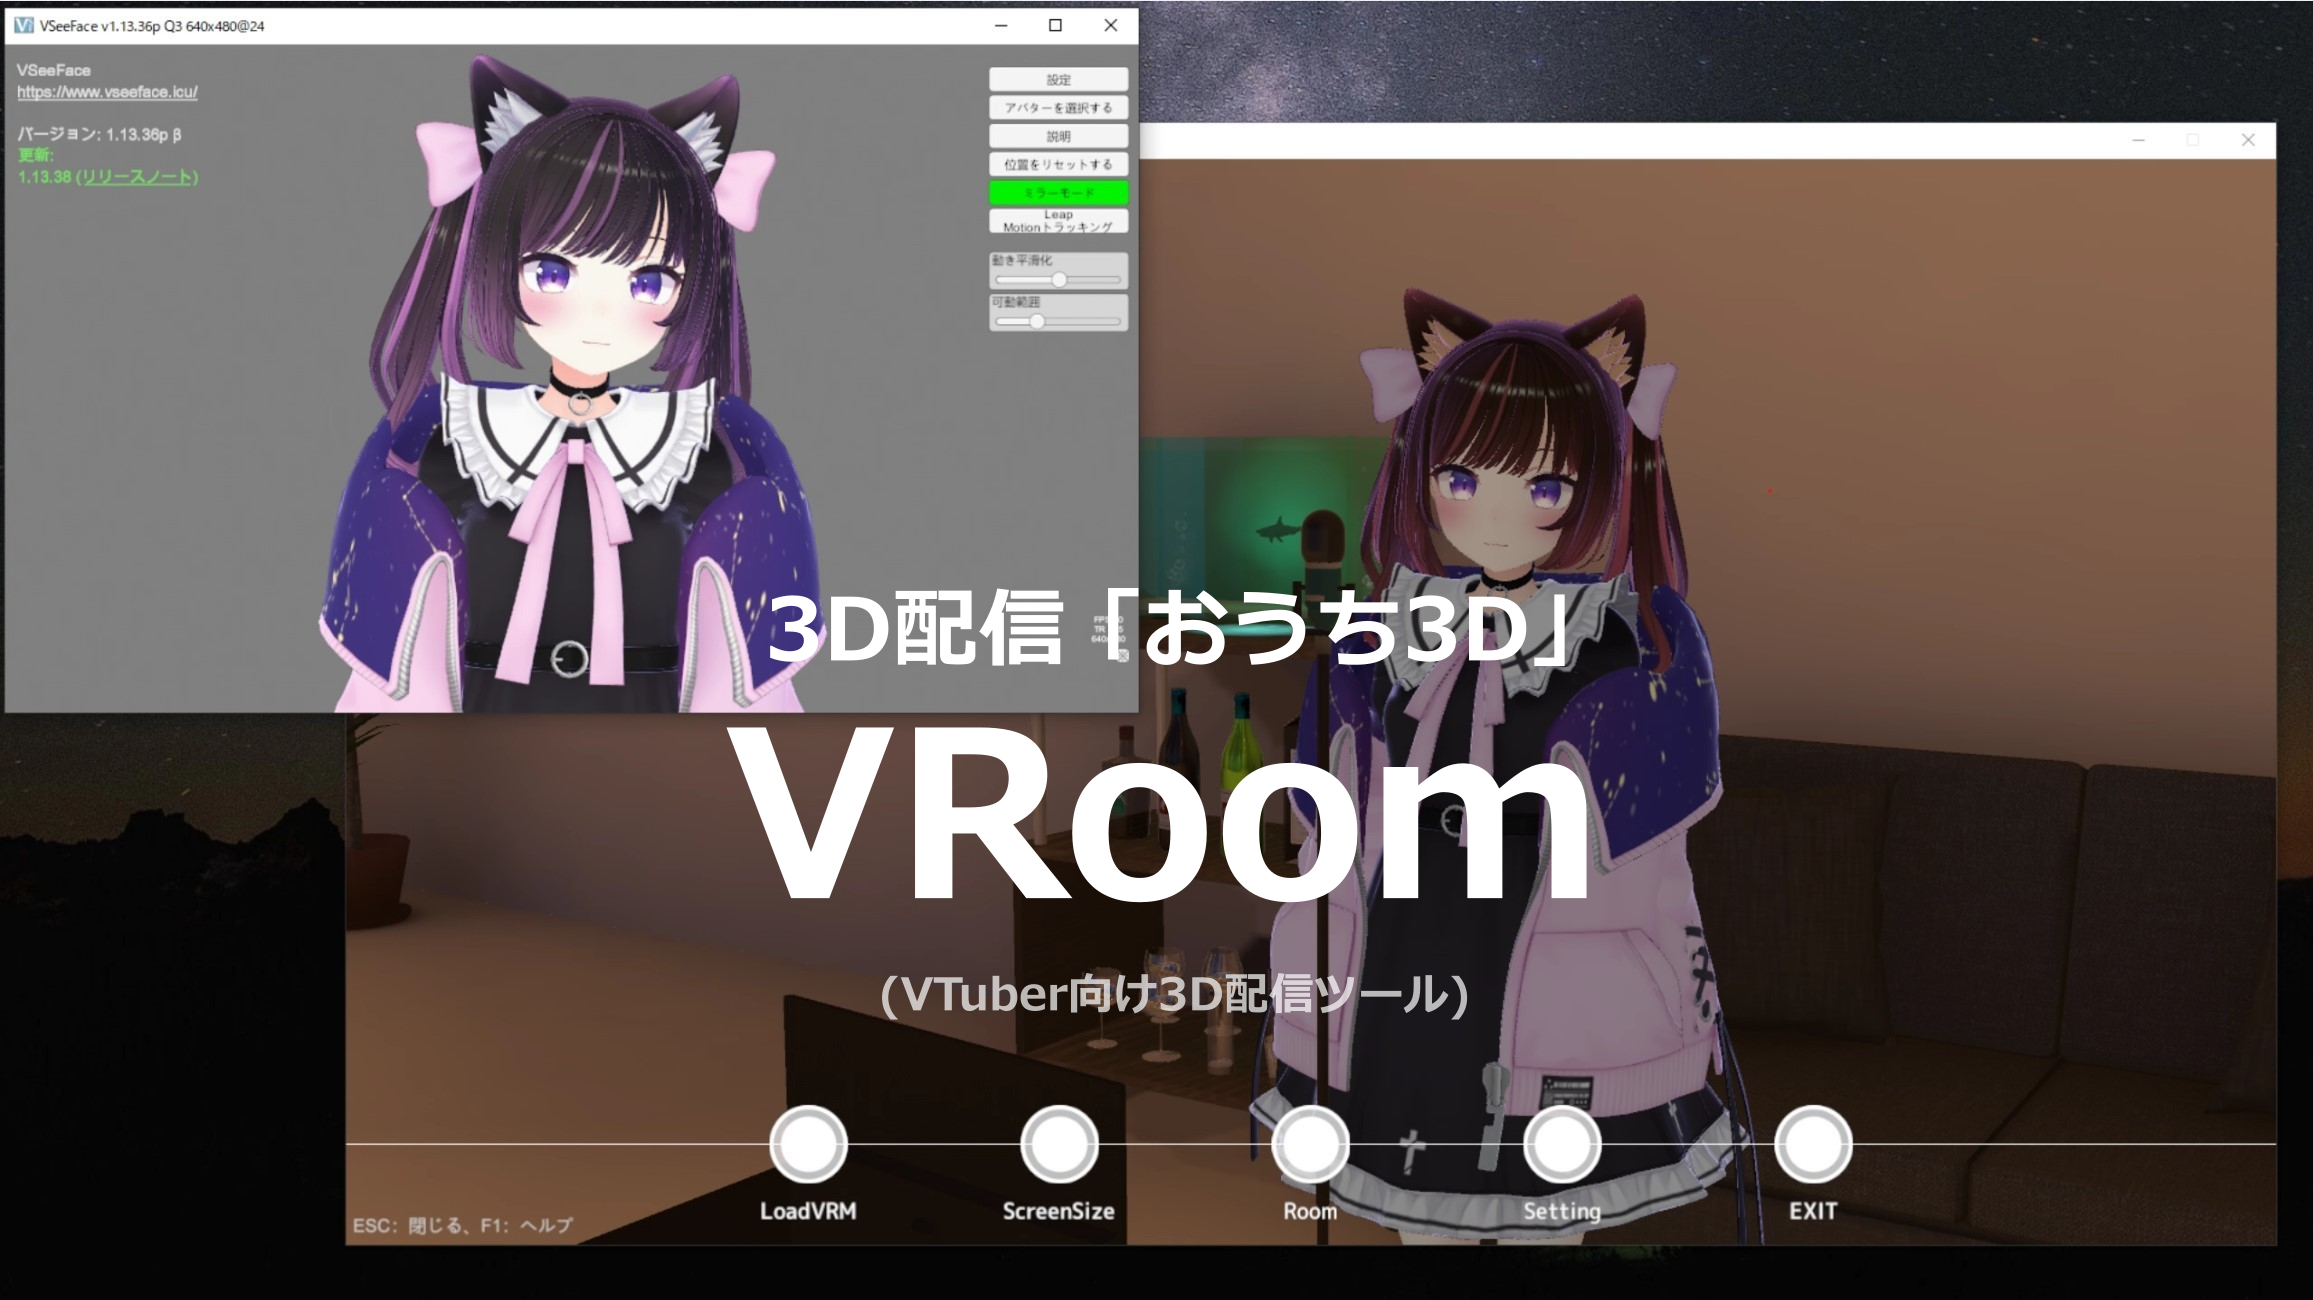 VSeeFace v1.13.36p Q3 640x480@24
VSeeFace
https://www.vseeface.icu/
バージョン: 1.13.36p β
更新:
1.13.38 (リリースノート)
設定
アバターを選択する
説明
位置をリセットする
ミラーモード
Leap
Motionトラッキング
動き平滑化
可動範囲
3D配信「おうち3D」
VRoom
(VTuber向け3D配信ツール)
LoadVRM
ScreenSize
Room
Setting
EXIT
ESC: 閉じる、F1: ヘルプ